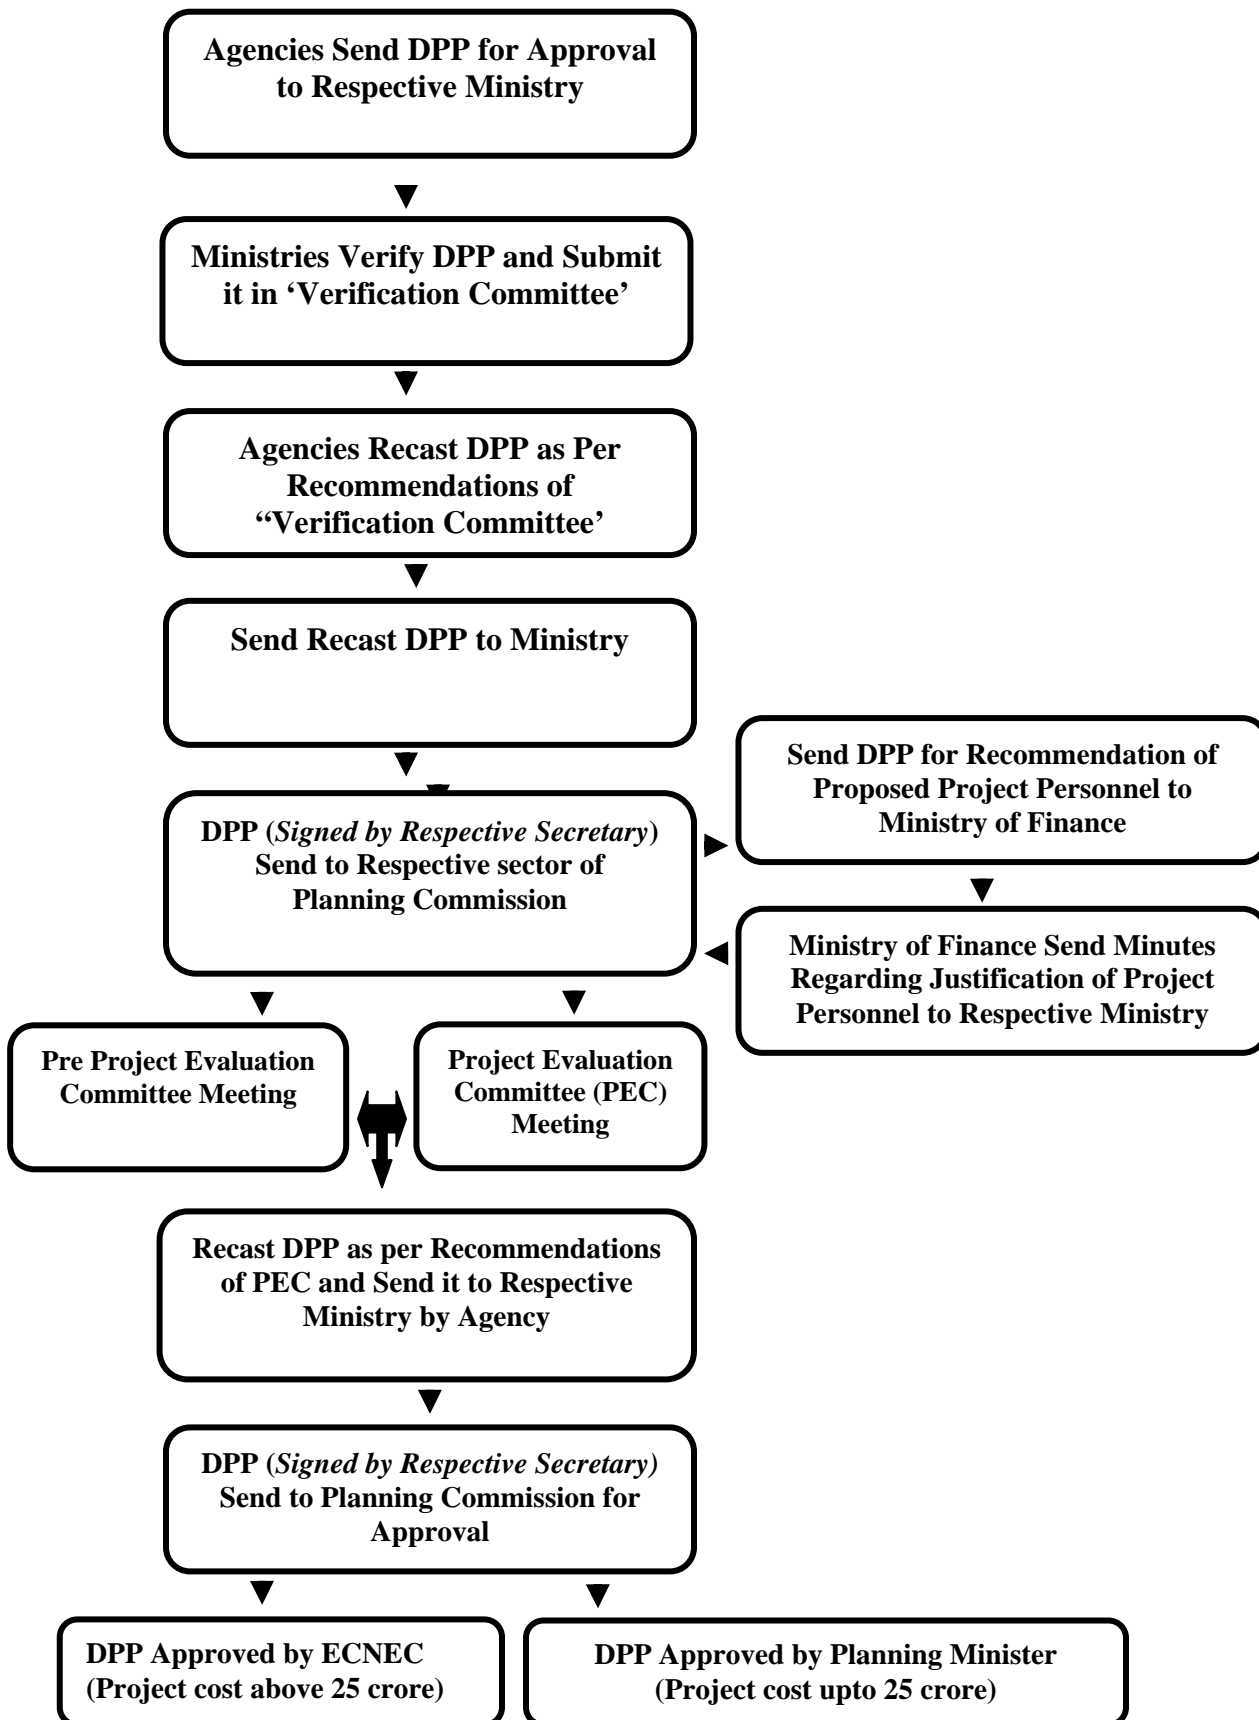 Agencies Send DPP for Approval
to Respective Ministry
Ministries Verify DPP and Submit
it in ‘Verification Committee’
Agencies Recast DPP as Per
Recommendations of
“Verification Committee’
Send Recast DPP to Ministry
DPP (Signed by Respective Secretary)
Send to Respective sector of
Planning Commission
Send DPP for Recommendation of
Proposed Project Personnel to
Ministry of Finance
Ministry of Finance Send Minutes
Regarding Justification of Project
Personnel to Respective Ministry
Pre Project Evaluation
Committee Meeting
Project Evaluation
Committee (PEC)
Meeting
Recast DPP as per Recommendations
of PEC and Send it to Respective
Ministry by Agency
DPP (Signed by Respective Secretary)
Send to Planning Commission for
Approval
DPP Approved by ECNEC
(Project cost above 25 crore)
DPP Approved by Planning Minister
(Project cost upto 25 crore)